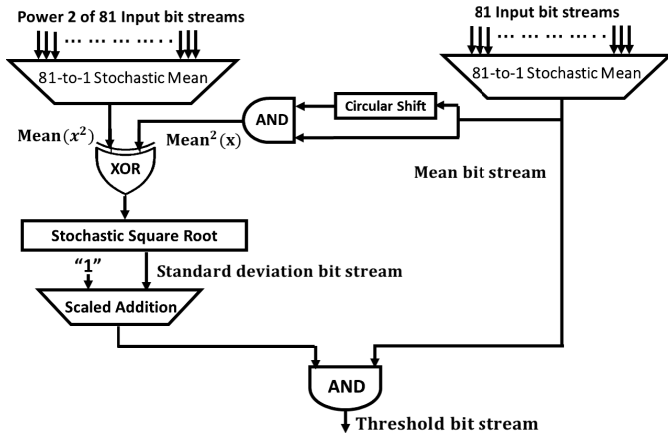 Power 2 of 81 Input bit streams
81 Input bit streams
... ... ... ... . .
... ... ... ... . .
81-to-1 Stochastic Mean
81-to-1 Stochastic Mean
Circular Shift
AND
Mean(x²)
Mean²(x)
XOR
Mean bit stream
Stochastic Square Root
"1"
Standard deviation bit stream
Scaled Addition
AND
Threshold bit stream